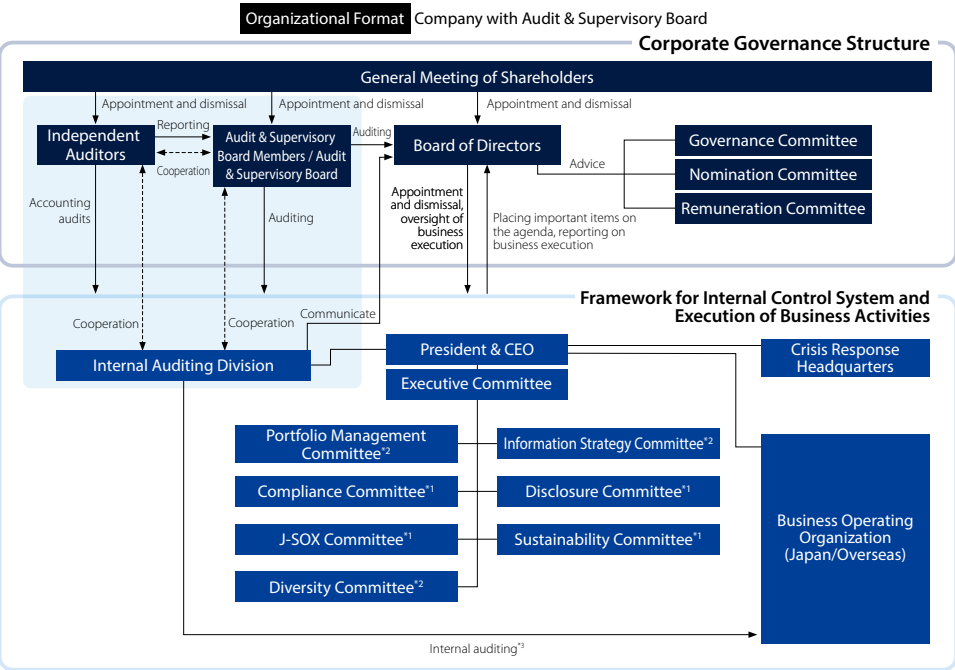 Organizational Format Company with Audit & Supervisory Board
Corporate Governance Structure
General Meeting of Shareholders
Appointment and dismissal
Appointment and dismissal
Appointment and dismissal
Independent
Auditors
Reporting
Cooperation
Audit & Supervisory
Board Members / Audit
& Supervisory Board
Auditing
Board of Directors
Advice
Governance Committee
Nomination Committee
Remuneration Committee
Accounting
audits
Auditing
Appointment
and dismissal,
oversight of
business
execution
Placing important items on
the agenda, reporting on
business execution
Framework for Internal Control System and
Execution of Business Activities
Cooperation
Cooperation
Communicate
Internal Auditing Division
President & CEO
Executive Committee
Crisis Response
Headquarters
Portfolio Management
Committee*2
Information Strategy Committee*2
Compliance Committee*1
Disclosure Committee*1
J-SOX Committee*1
Sustainability Committee*1
Diversity Committee*2
Business Operating
Organization
(Japan/Overseas)
Internal auditing*3